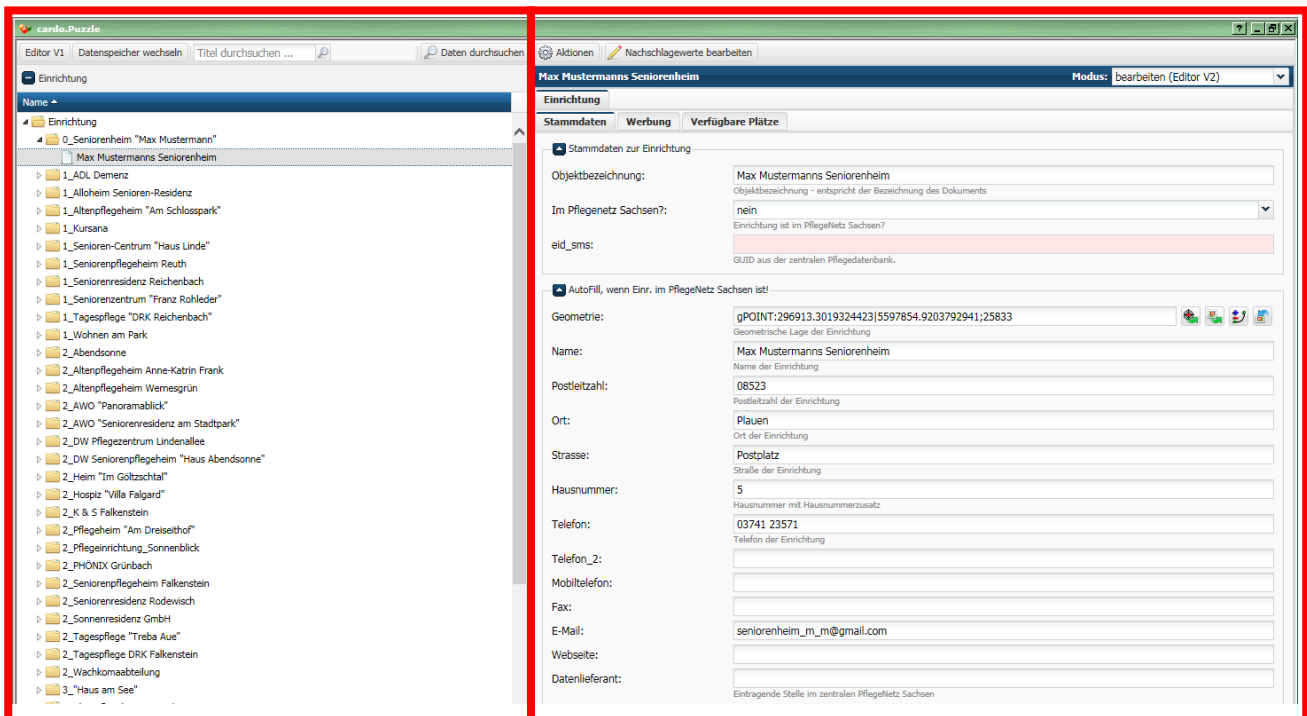 cardo.Puzzle
Editor V1 Datenspeicher wechseln Titel durchsuchen ... Daten durchsuchen
Einrichtung
Name
Einrichtung
0_Seniorenheim "Max Mustermann"
Max Mustermanns Seniorenheim
1_ADL Demenz
1_Alloheim Senioren-Residenz
1_Altenpflegeheim "Am Schlosspark"
1_Kursana
1_Senioren-Centrum "Haus Linde"
1_Seniorenpflegeheim Reuth
1_Seniorenresidenz Reichenbach
1_Seniorenzentrum "Franz Rohleder"
1_Tagespflege "DRK Reichenbach"
1_Wohnen am Park
2_Abendsonne
2_Altenpflegeheim Anne-Katrin Frank
2_Altenpflegeheim Wernesgrün
2_AWO "Panoramablick"
2_AWO "Seniorenresidenz am Stadtpark"
2_DW Pflegezentrum Lindenallee
2_DW Seniorenpflegeheim "Haus Abendsonne"
2_Heim "Im Göltzschtal"
2_Hospiz "Villa Falgard"
2_K & S Falkenstein
2_Pflegeheim "Am Dreiseithof"
2_Pflegeinrichtung_Sonnenblick
2_PHÖNIX Grünbach
2_Seniorenpflegeheim Falkenstein
2_Seniorenresidenz Rodewisch
2_Sonnenresidenz GmbH
2_Tagespflege "Treba Aue"
2_Tagespflege DRK Falkenstein
2_Wachkomaabteilung
3_"Haus am See"
Aktionen Nachschlagewerte bearbeiten
Max Mustermanns Seniorenheim Modus: bearbeiten (Editor V2)
Einrichtung
Stammdaten Werbung Verfügbare Plätze
Stammdaten zur Einrichtung
Objektbezeichnung: Max Mustermanns Seniorenheim
Objektbezeichnung - entspricht der Bezeichnung des Dokuments
Im Pflegenetz Sachsen?: nein
Einrichtung ist im PflegeNetz Sachsen?
eid_sms:
GUID aus der zentralen Pflegedatenbank.
AutoFill, wenn Einr. im PflegeNetz Sachsen ist!
Geometrie: gPOINT:296913.3019324423|5597854.9203792941;25833
Geometrische Lage der Einrichtung
Name: Max Mustermanns Seniorenheim
Name der Einrichtung
Postleitzahl: 08523
Postleitzahl der Einrichtung
Ort: Plauen
Ort der Einrichtung
Strasse: Postplatz
Straße der Einrichtung
Hausnummer: 5
Hausnummer mit Hausnummerzusatz
Telefon: 03741 23571
Telefon der Einrichtung
Telefon_2:
Mobiltelefon:
Fax:
E-Mail: seniorenheim_m_m@gmail.com
Webseite:
Datenlieferant:
Eintragende Stelle im zentralen PflegeNetz Sachsen